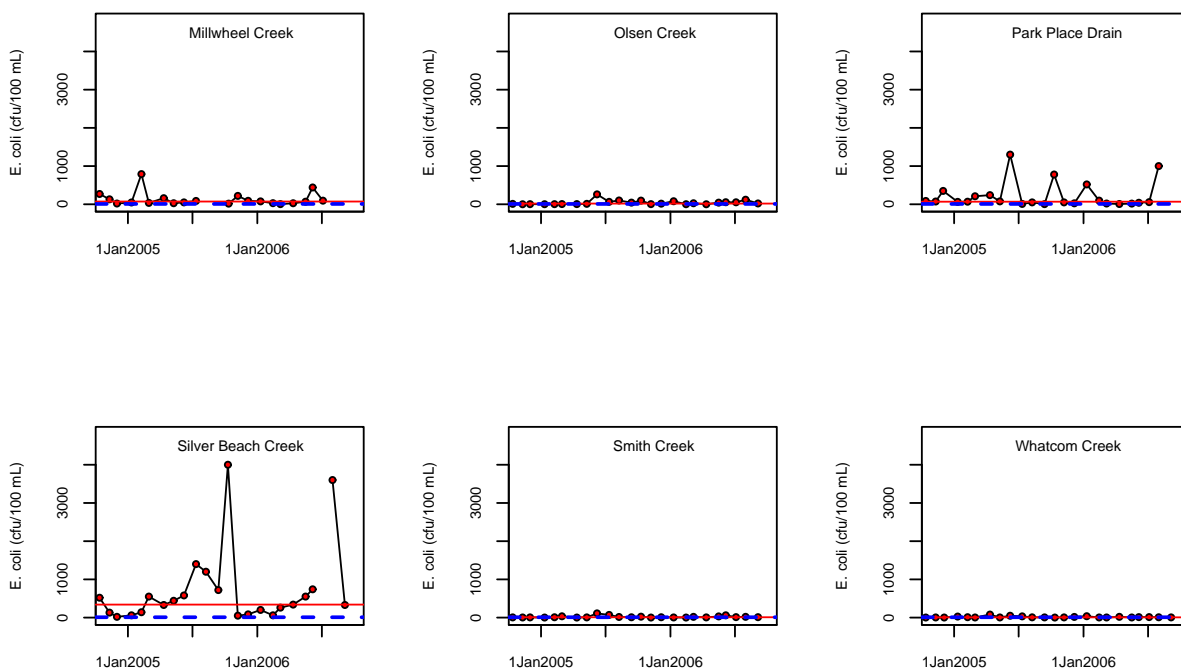 Millwheel Creek
E. coli (cfu/100 mL)
3000
1000
0
1Jan2005 1Jan2006
Olsen Creek
E. coli (cfu/100 mL)
3000
1000
0
1Jan2005 1Jan2006
Park Place Drain
E. coli (cfu/100 mL)
3000
1000
0
1Jan2005 1Jan2006
Silver Beach Creek
E. coli (cfu/100 mL)
3000
1000
0
1Jan2005 1Jan2006
Smith Creek
E. coli (cfu/100 mL)
3000
1000
0
1Jan2005 1Jan2006
Whatcom Creek
E. coli (cfu/100 mL)
3000
1000
0
1Jan2005 1Jan2006